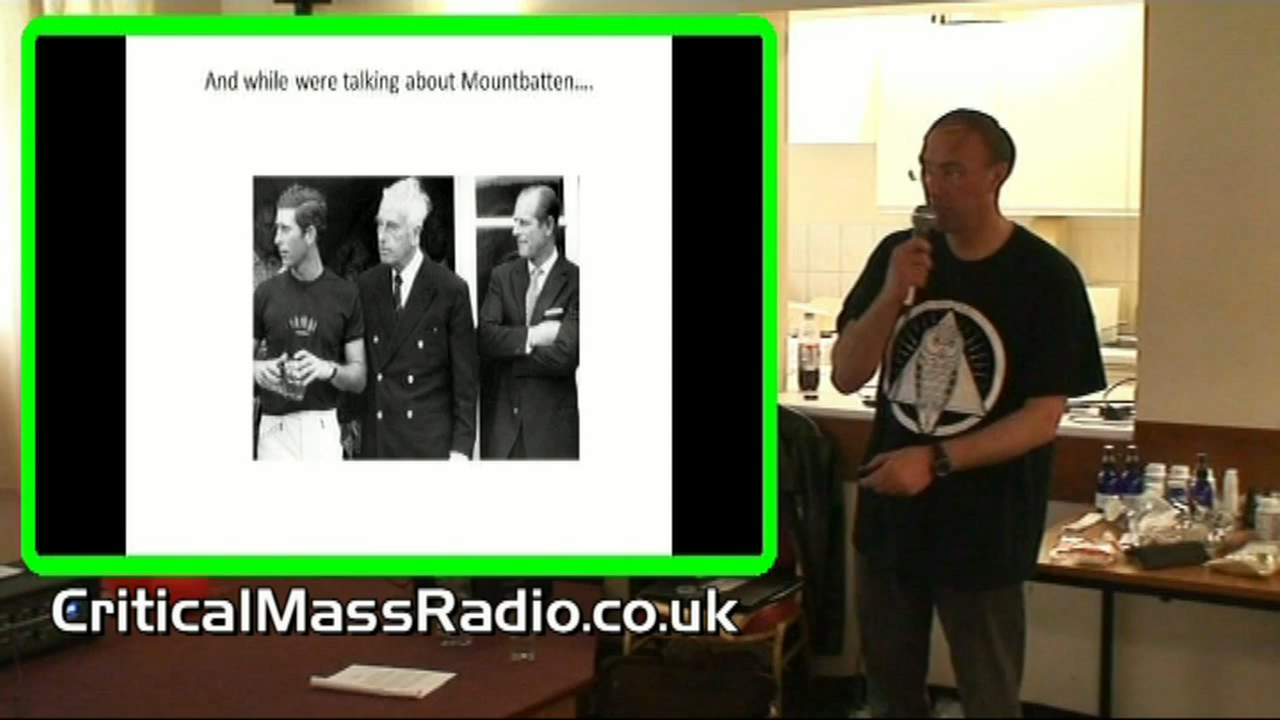 And while were talking about Mountbatten....
CriticalMassRadio.co.uk